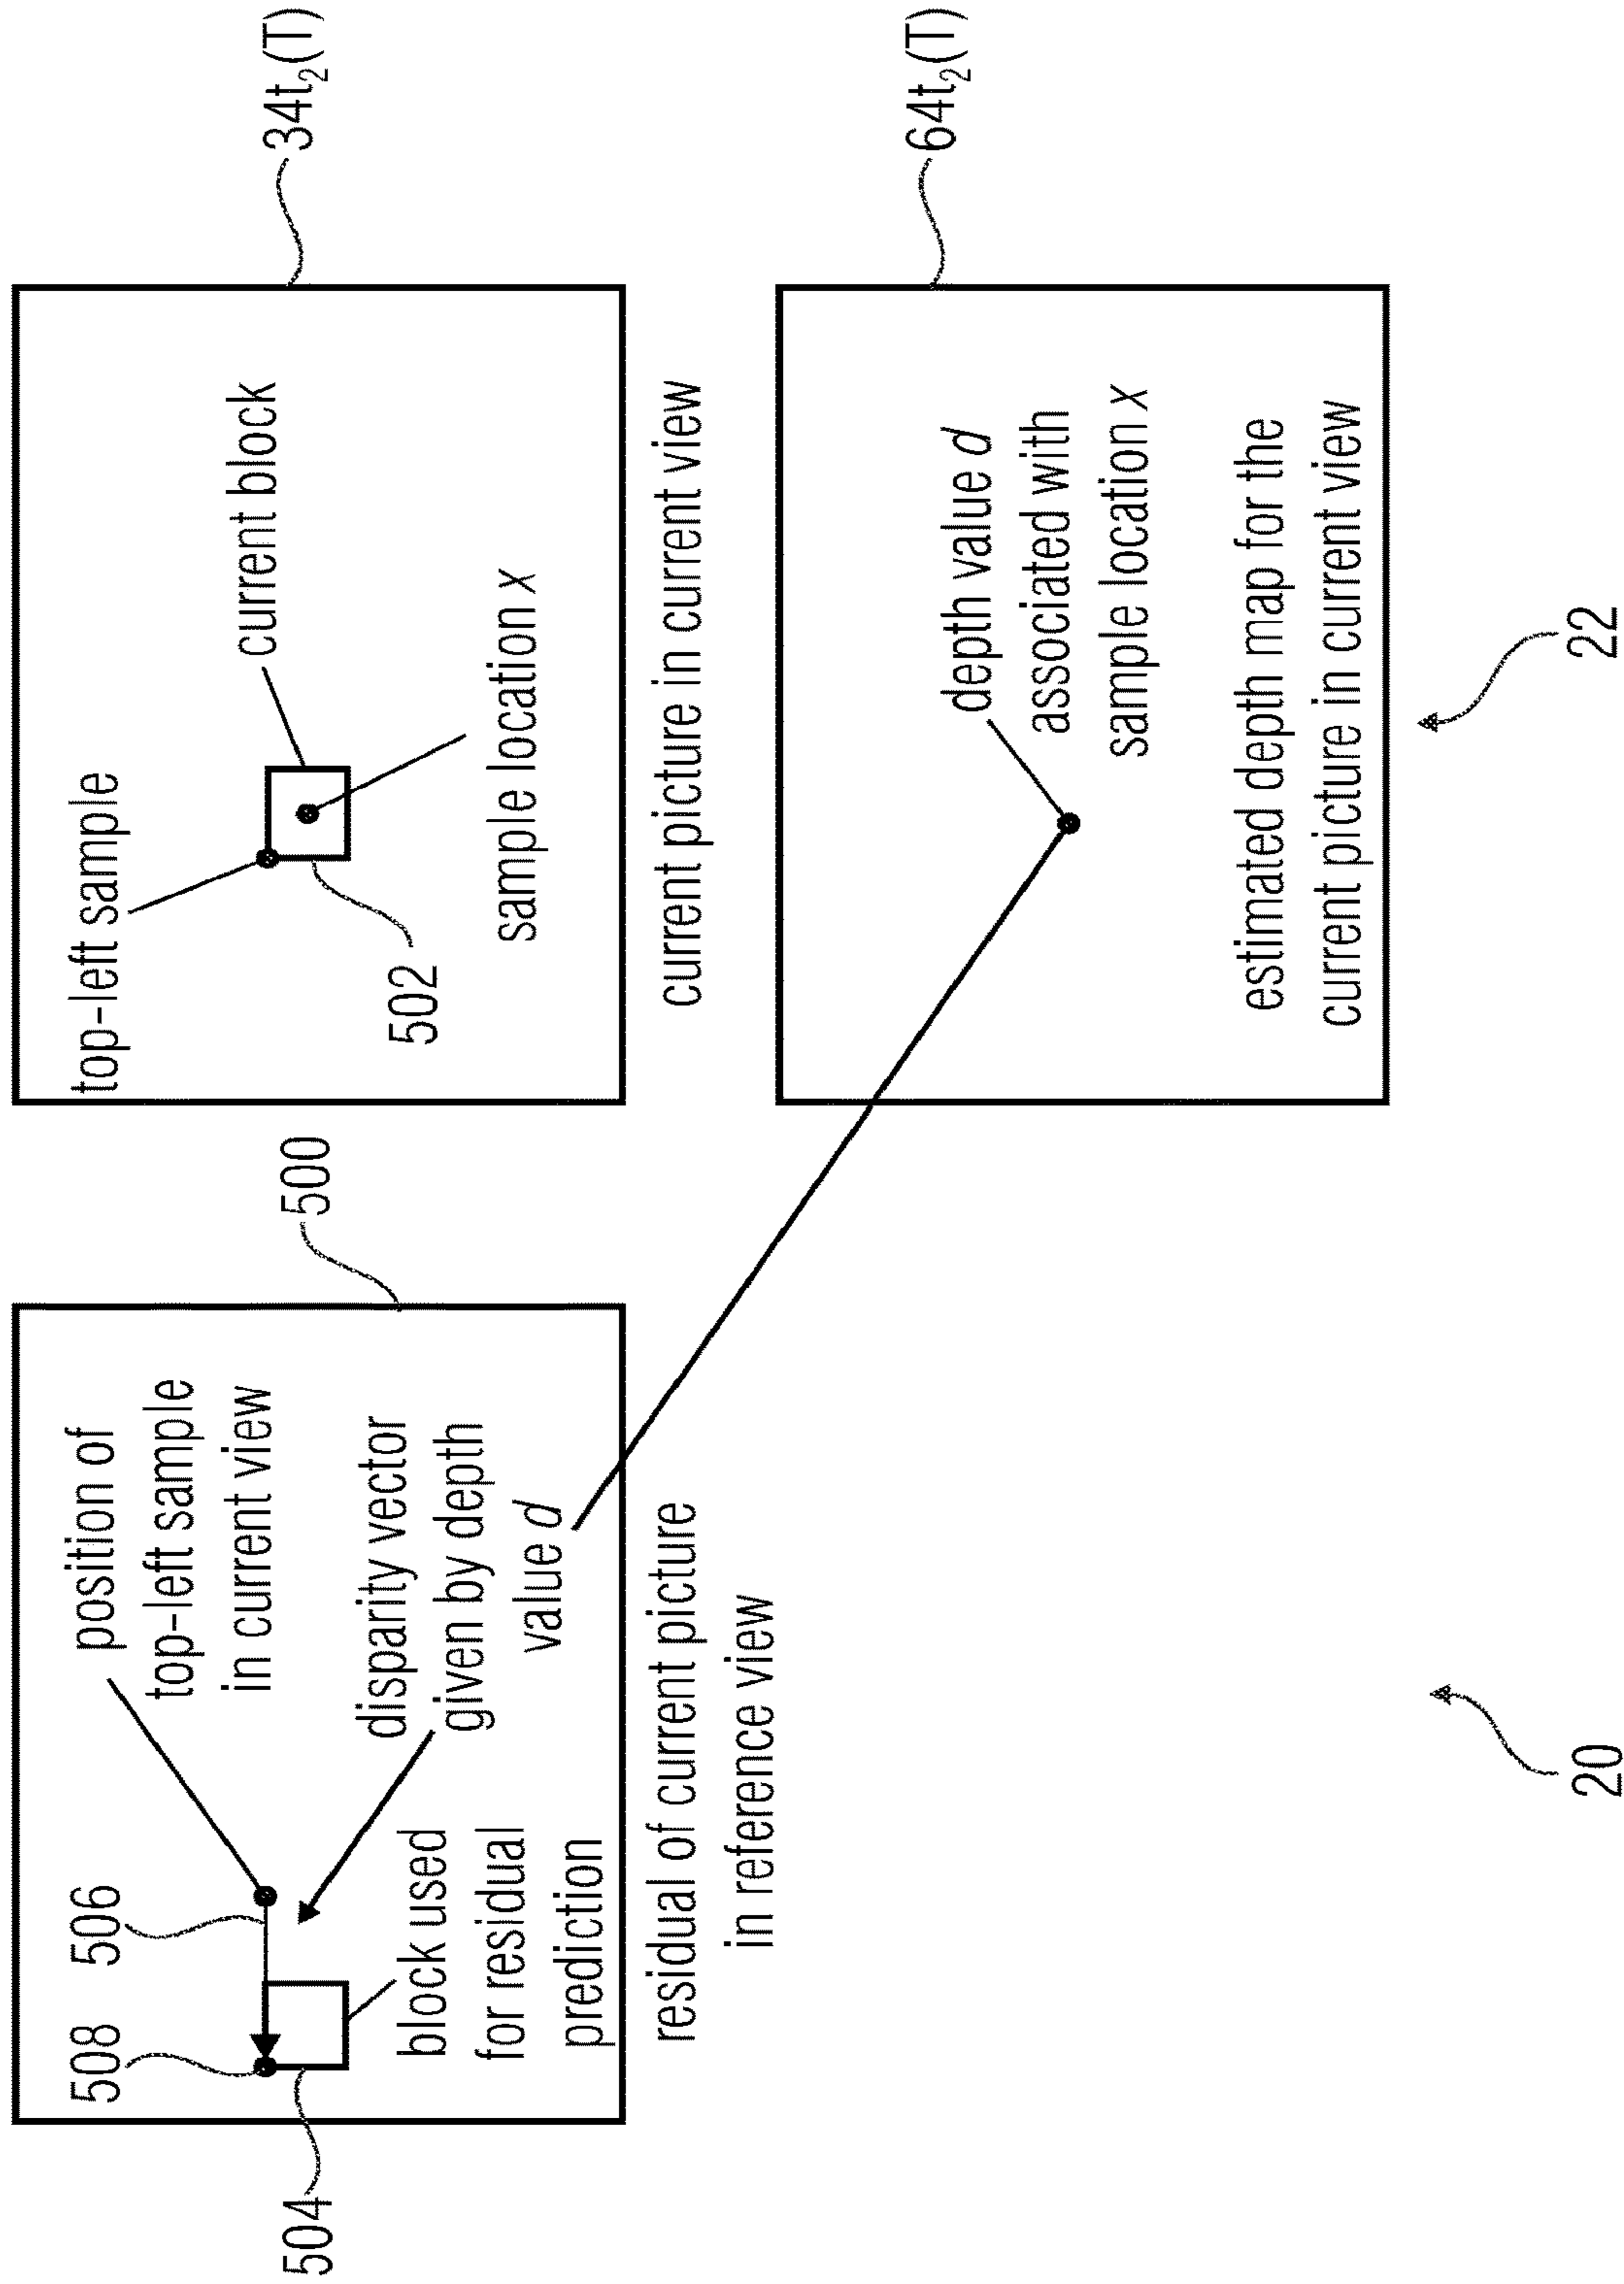 508
506
position of
top-left sample
in current view
disparity vector
given by depth
value d
block used
for residual
prediction
504
500
residual of current picture
in reference view
20
top-left sample
current block
502
sample location x
34t₂(T)
current picture in current view
depth value d
associated with
sample location x
estimated depth map for the
current picture in current view
64t₂(T)
22